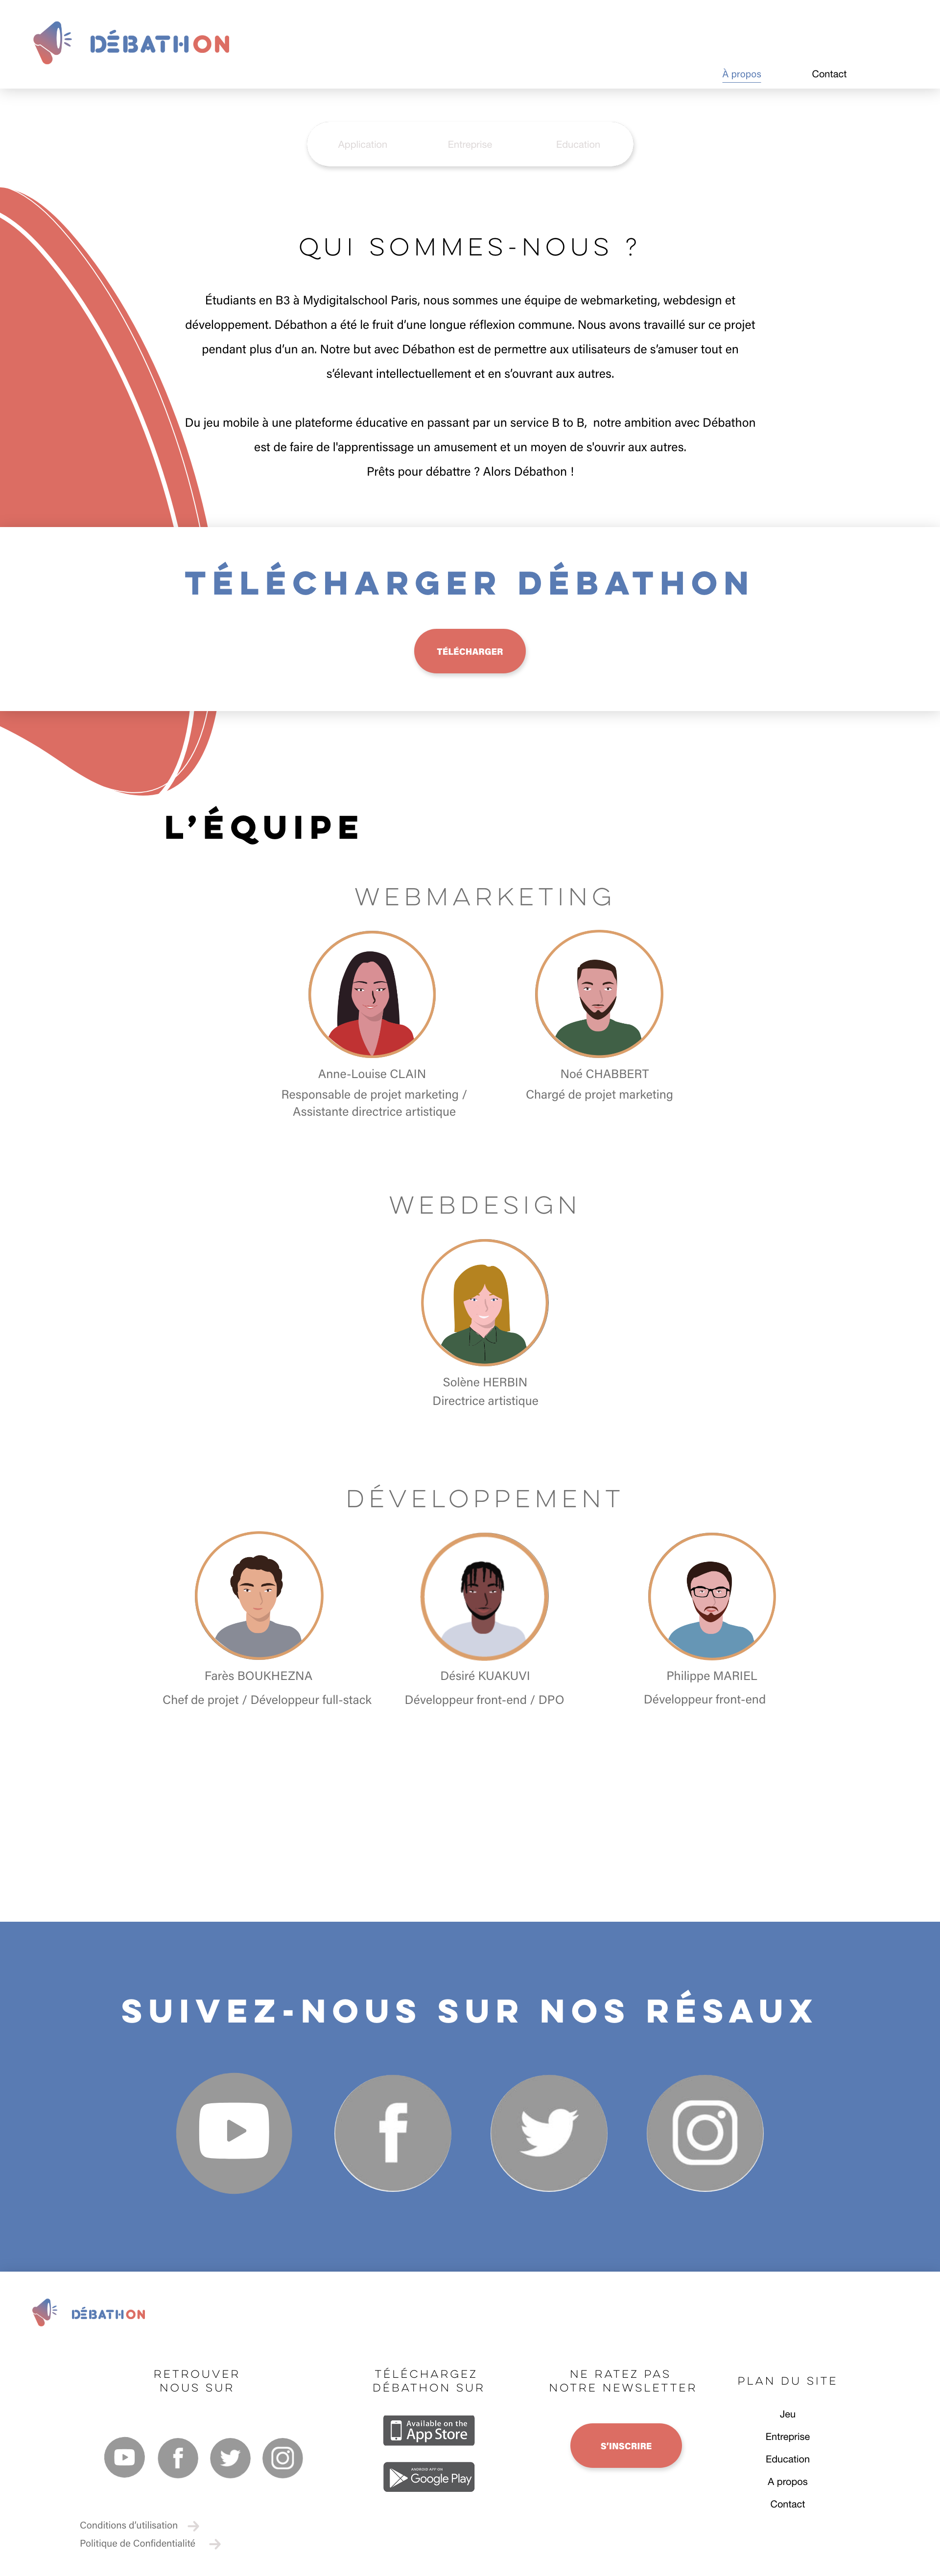 DÉBATHON
À propos
Contact
Application
Entreprise
Education
QUI SOMMES-NOUS ?
Étudiants en B3 à Mydigitalschool Paris, nous sommes une équipe de webmarketing, webdesign et
développement. Débathon a été le fruit d’une longue réflexion commune. Nous avons travaillé sur ce projet
pendant plus d’un an. Notre but avec Débathon est de permettre aux utilisateurs de s’amuser tout en
s’élevant intellectuellement et en s’ouvrant aux autres.
Du jeu mobile à une plateforme éducative en passant par un service B to B,  notre ambition avec Débathon
est de faire de l'apprentissage un amusement et un moyen de s'ouvrir aux autres.
Prêts pour débattre ? Alors Débathon !
TÉLÉCHARGER DÉBATHON
TÉLÉCHARGER
L’ÉQUIPE
WEBMARKETING
Anne-Louise CLAIN
Responsable de projet marketing /
Assistante directrice artistique
Noé CHABBERT
Chargé de projet marketing
WEBDESIGN
Solène HERBIN
Directrice artistique
DÉVELOPPEMENT
Farès BOUKHEZNA
Chef de projet / Développeur full-stack
Désiré KUAKUVI
Développeur front-end / DPO
Philippe MARIEL
Développeur front-end
SUIVEZ-NOUS SUR NOS RÉSAUX
DÉBATHON
RETROUVER
NOUS SUR
Conditions d’utilisation
Politique de Confidentialité
TÉLÉCHARGEZ
DÉBATHON SUR
Available on the
App Store
ANDROID APP ON
Google Play
NE RATEZ PAS
NOTRE NEWSLETTER
S’INSCRIRE
PLAN DU SITE
Jeu
Entreprise
Education
A propos
Contact